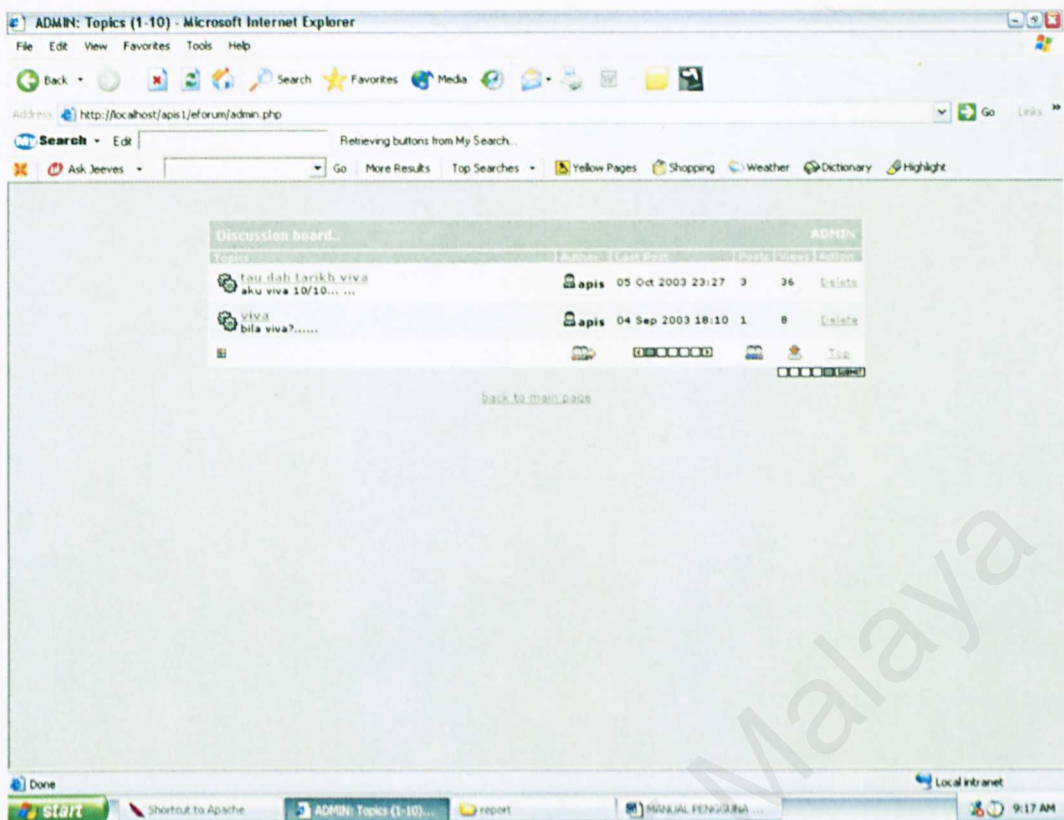 ADMIN: Topics (1-10) - Microsoft Internet Explorer
File Edit View Favorites Tools Help
Back Search Favorites Media
Address http://localhost/apis1/eforum/admin.php Go Links »
My Search - Edit Retrieving buttons from My Search...
Ask Jeeves Go More Results Top Searches Yellow Pages Shopping Weather Dictionary Highlight
Discussion board.. ADMIN
Topics Author Last Post Posts Views Action
tau dah tarikh viva apis 05 Oct 2003 23:27 3 36 Delete
aku viva 10/10... ...
viva apis 04 Sep 2003 18:10 1 8 Delete
bila viva?......
Top
SUBMIT
back to main page
Malaya
Done Local intranet
start Shortcut to Apache ADMIN: Topics (1-10)... report MANUAL PENGGUNA ... 9:17 AM